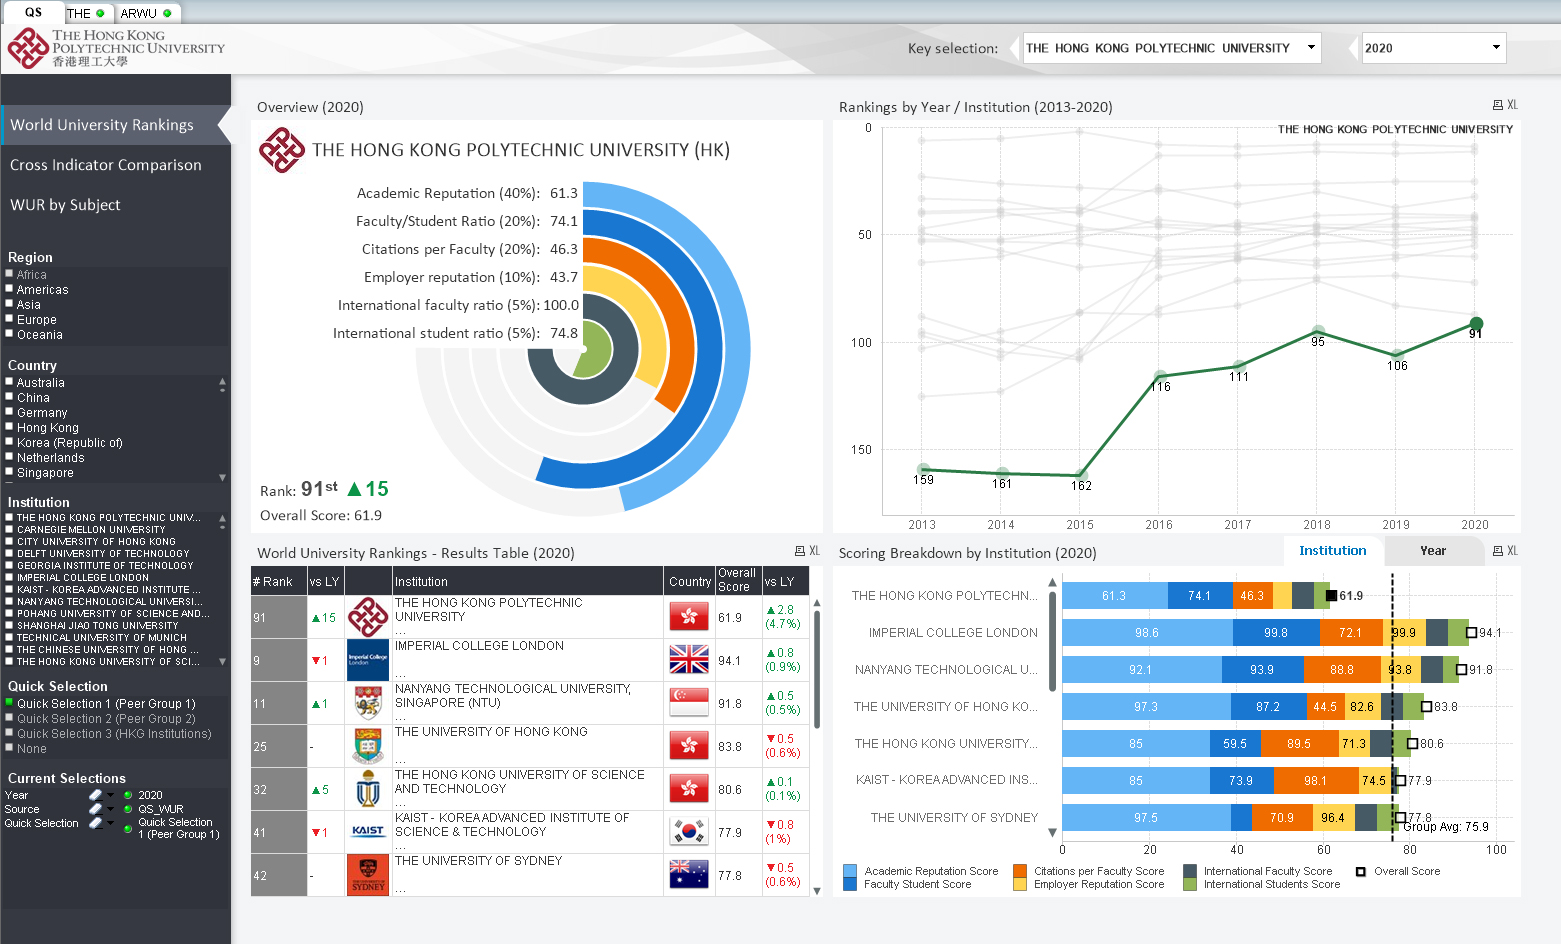 QS
THE
ARWU
THE HONG KONG
POLYTECHNIC UNIVERSITY
香港理工大學
Key selection:
THE HONG KONG POLYTECHNIC UNIVERSITY
2020
World University Rankings
Cross Indicator Comparison
WUR by Subject
Region
Africa
Americas
Asia
Europe
Oceania
Country
Australia
China
Germany
Hong Kong
Korea (Republic of)
Netherlands
Singapore
Institution
THE HONG KONG POLYTECHNIC UNIV...
CARNEGIE MELLON UNIVERSITY
CITY UNIVERSITY OF HONG KONG
DELFT UNIVERSITY OF TECHNOLOGY
GEORGIA INSTITUTE OF TECHNOLOGY
IMPERIAL COLLEGE LONDON
KAIST - KOREA ADVANCED INSTITUTE ...
NANYANG TECHNOLOGICAL UNIVERSI...
POHANG UNIVERSITY OF SCIENCE AND...
SHANGHAI JIAO TONG UNIVERSITY
TECHNICAL UNIVERSITY OF MUNICH
THE CHINESE UNIVERSITY OF HONG ...
THE HONG KONG UNIVERSITY OF SCI...
Quick Selection
Quick Selection 1 (Peer Group 1)
Quick Selection 2 (Peer Group 2)
Quick Selection 3 (HKG Institutions)
None
Current Selections
Year 2020
Source QS_WUR
Quick Selection Quick Selection
1 (Peer Group 1)
Overview (2020)
THE HONG KONG POLYTECHNIC UNIVERSITY (HK)
Academic Reputation (40%): 61.3
Faculty/Student Ratio (20%): 74.1
Citations per Faculty (20%): 46.3
Employer reputation (10%): 43.7
International faculty ratio (5%): 100.0
International student ratio (5%): 74.8
Rank: 91st ▲15
Overall Score: 61.9
Rankings by Year / Institution (2013-2020)
XL
THE HONG KONG POLYTECHNIC UNIVERSITY
0
50
100
150
159
161
162
116
111
95
106
91
2013 2014 2015 2016 2017 2018 2019 2020
World University Rankings - Results Table (2020)
XL
# Rank vs LY Institution Country Overall Score vs LY
91 ▲15 THE HONG KONG POLYTECHNIC
UNIVERSITY
... 61.9 ▲2.8
(4.7%)
9 ▼1 Imperial College
London IMPERIAL COLLEGE LONDON
... 94.1 ▲0.8
(0.9%)
11 ▲1 NANYANG TECHNOLOGICAL UNIVERSITY,
SINGAPORE (NTU)
... 91.8 ▲0.5
(0.5%)
25 - THE UNIVERSITY OF HONG KONG
... 83.8 ▼0.5
(0.6%)
32 ▲5 THE HONG KONG UNIVERSITY OF SCIENCE
AND TECHNOLOGY
... 80.6 ▲0.1
(0.1%)
41 ▼1 KAIST KAIST - KOREA ADVANCED INSTITUTE OF
SCIENCE & TECHNOLOGY
... 77.9 ▼0.8
(1%)
42 - SYDNEY THE UNIVERSITY OF SYDNEY
... 77.8 ▼0.5
(0.6%)
Scoring Breakdown by Institution (2020)
Institution
Year
XL
THE HONG KONG POLYTECHN... 61.3 74.1 46.3 61.9
IMPERIAL COLLEGE LONDON 98.6 99.8 72.1 99.9 94.1
NANYANG TECHNOLOGICAL U... 92.1 93.9 88.8 93.8 91.8
THE UNIVERSITY OF HONG KO... 97.3 87.2 44.5 82.6 83.8
THE HONG KONG UNIVERSITY... 85 59.5 89.5 71.3 80.6
KAIST - KOREA ADVANCED INS... 85 73.9 98.1 74.5 77.9
THE UNIVERSITY OF SYDNEY 97.5 70.9 96.4 77.8
Group Avg: 75.9
0 20 40 60 80 100
Academic Reputation Score Citations per Faculty Score International Faculty Score Overall Score
Faculty Student Score Employer Reputation Score International Students Score